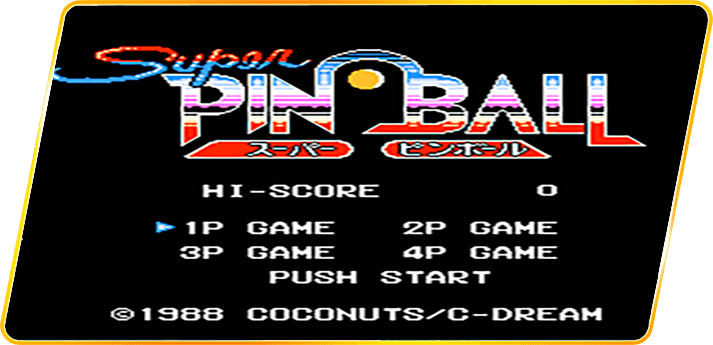 Super
PIN BALL
スーパー ピンボール
HI-SCORE 0
1P GAME 2P GAME
3P GAME 4P GAME
PUSH START
©1988 COCONUTS/C-DREAM